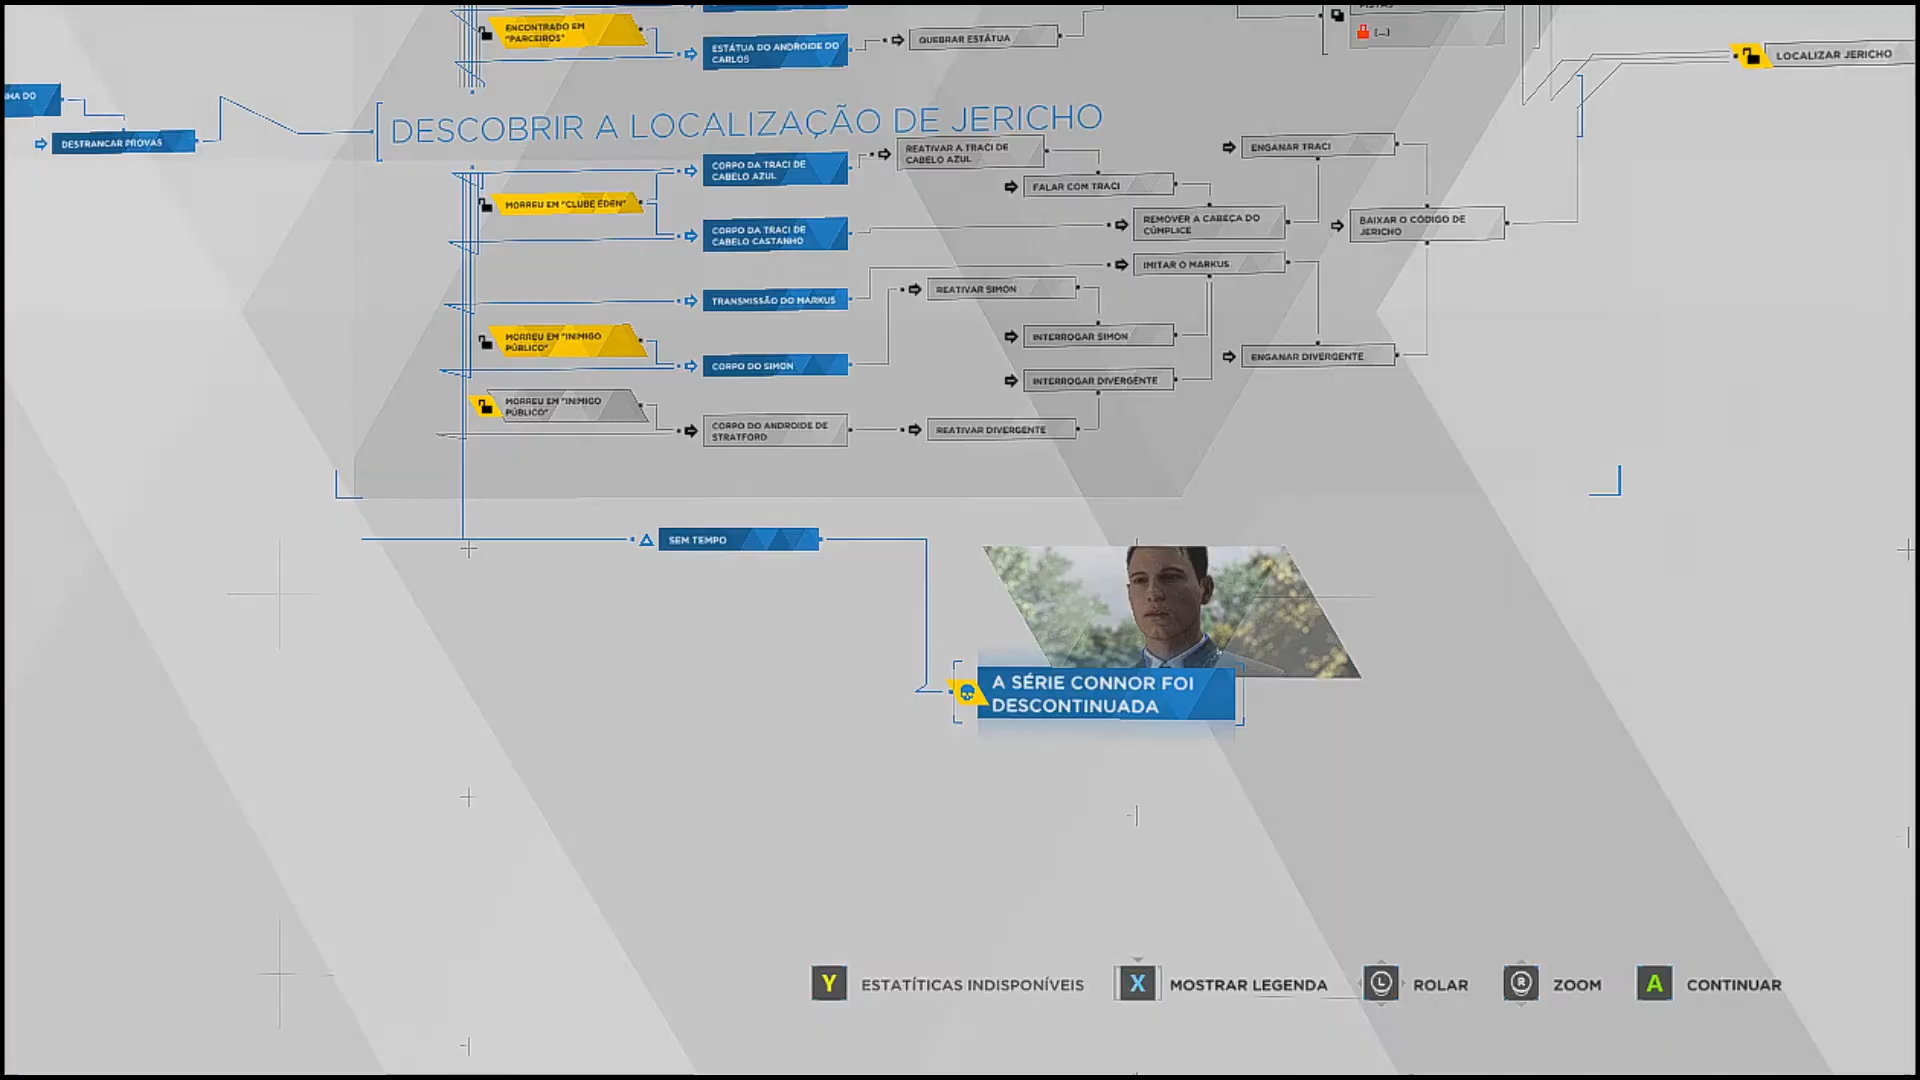 ENCONTRADO EM
"PARCEIROS"
ESTÁTUA DO ANDROIDE DO
CARLOS
QUEBRAR ESTÁTUA
PISTAS
(...)
LOCALIZAR JERICHO
DESTRANCAR PROVAS
DESCOBRIR A LOCALIZAÇÃO DE JERICHO
CORPO DA TRACI DE
CABELO AZUL
REATIVAR A TRACI DE
CABELO AZUL
ENGANAR TRACI
FALAR COM TRACI
MORREU EM "CLUBE ÉDEN"
CORPO DA TRACI DE
CABELO CASTANHO
REMOVER A CABEÇA DO
CÚMPLICE
BAIXAR O CÓDIGO DE
JERICHO
IMITAR O MARKUS
TRANSMISSÃO DO MARKUS
REATIVAR SIMON
MORREU EM "INIMIGO
PÚBLICO"
INTERROGAR SIMON
ENGANAR DIVERGENTE
CORPO DO SIMON
INTERROGAR DIVERGENTE
MORREU EM "INIMIGO
PÚBLICO"
CORPO DO ANDROIDE DE
STRATFORD
REATIVAR DIVERGENTE
SEM TEMPO
A SÉRIE CONNOR FOI
DESCONTINUADA
Y ESTATÍTICAS INDISPONÍVEIS
X MOSTRAR LEGENDA
L ROLAR
R ZOOM
A CONTINUAR